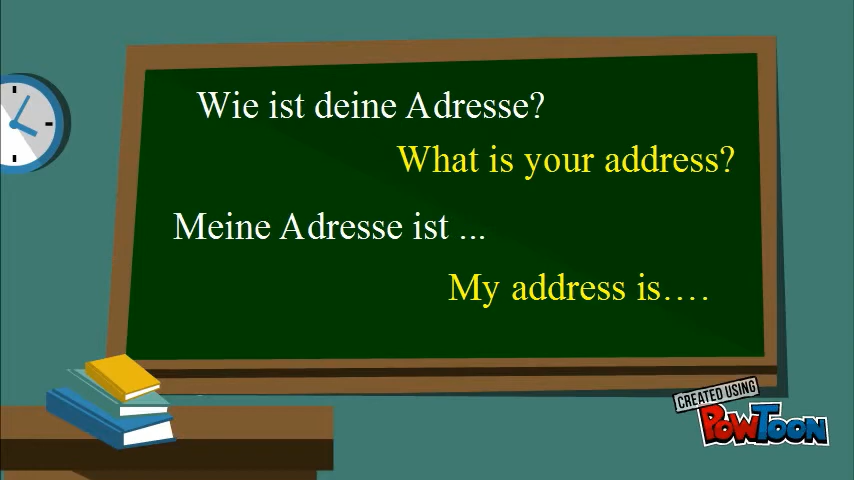 Wie ist deine Adresse?
What is your address?
Meine Adresse ist ...
My address is....
CREATED USING
POWTOON